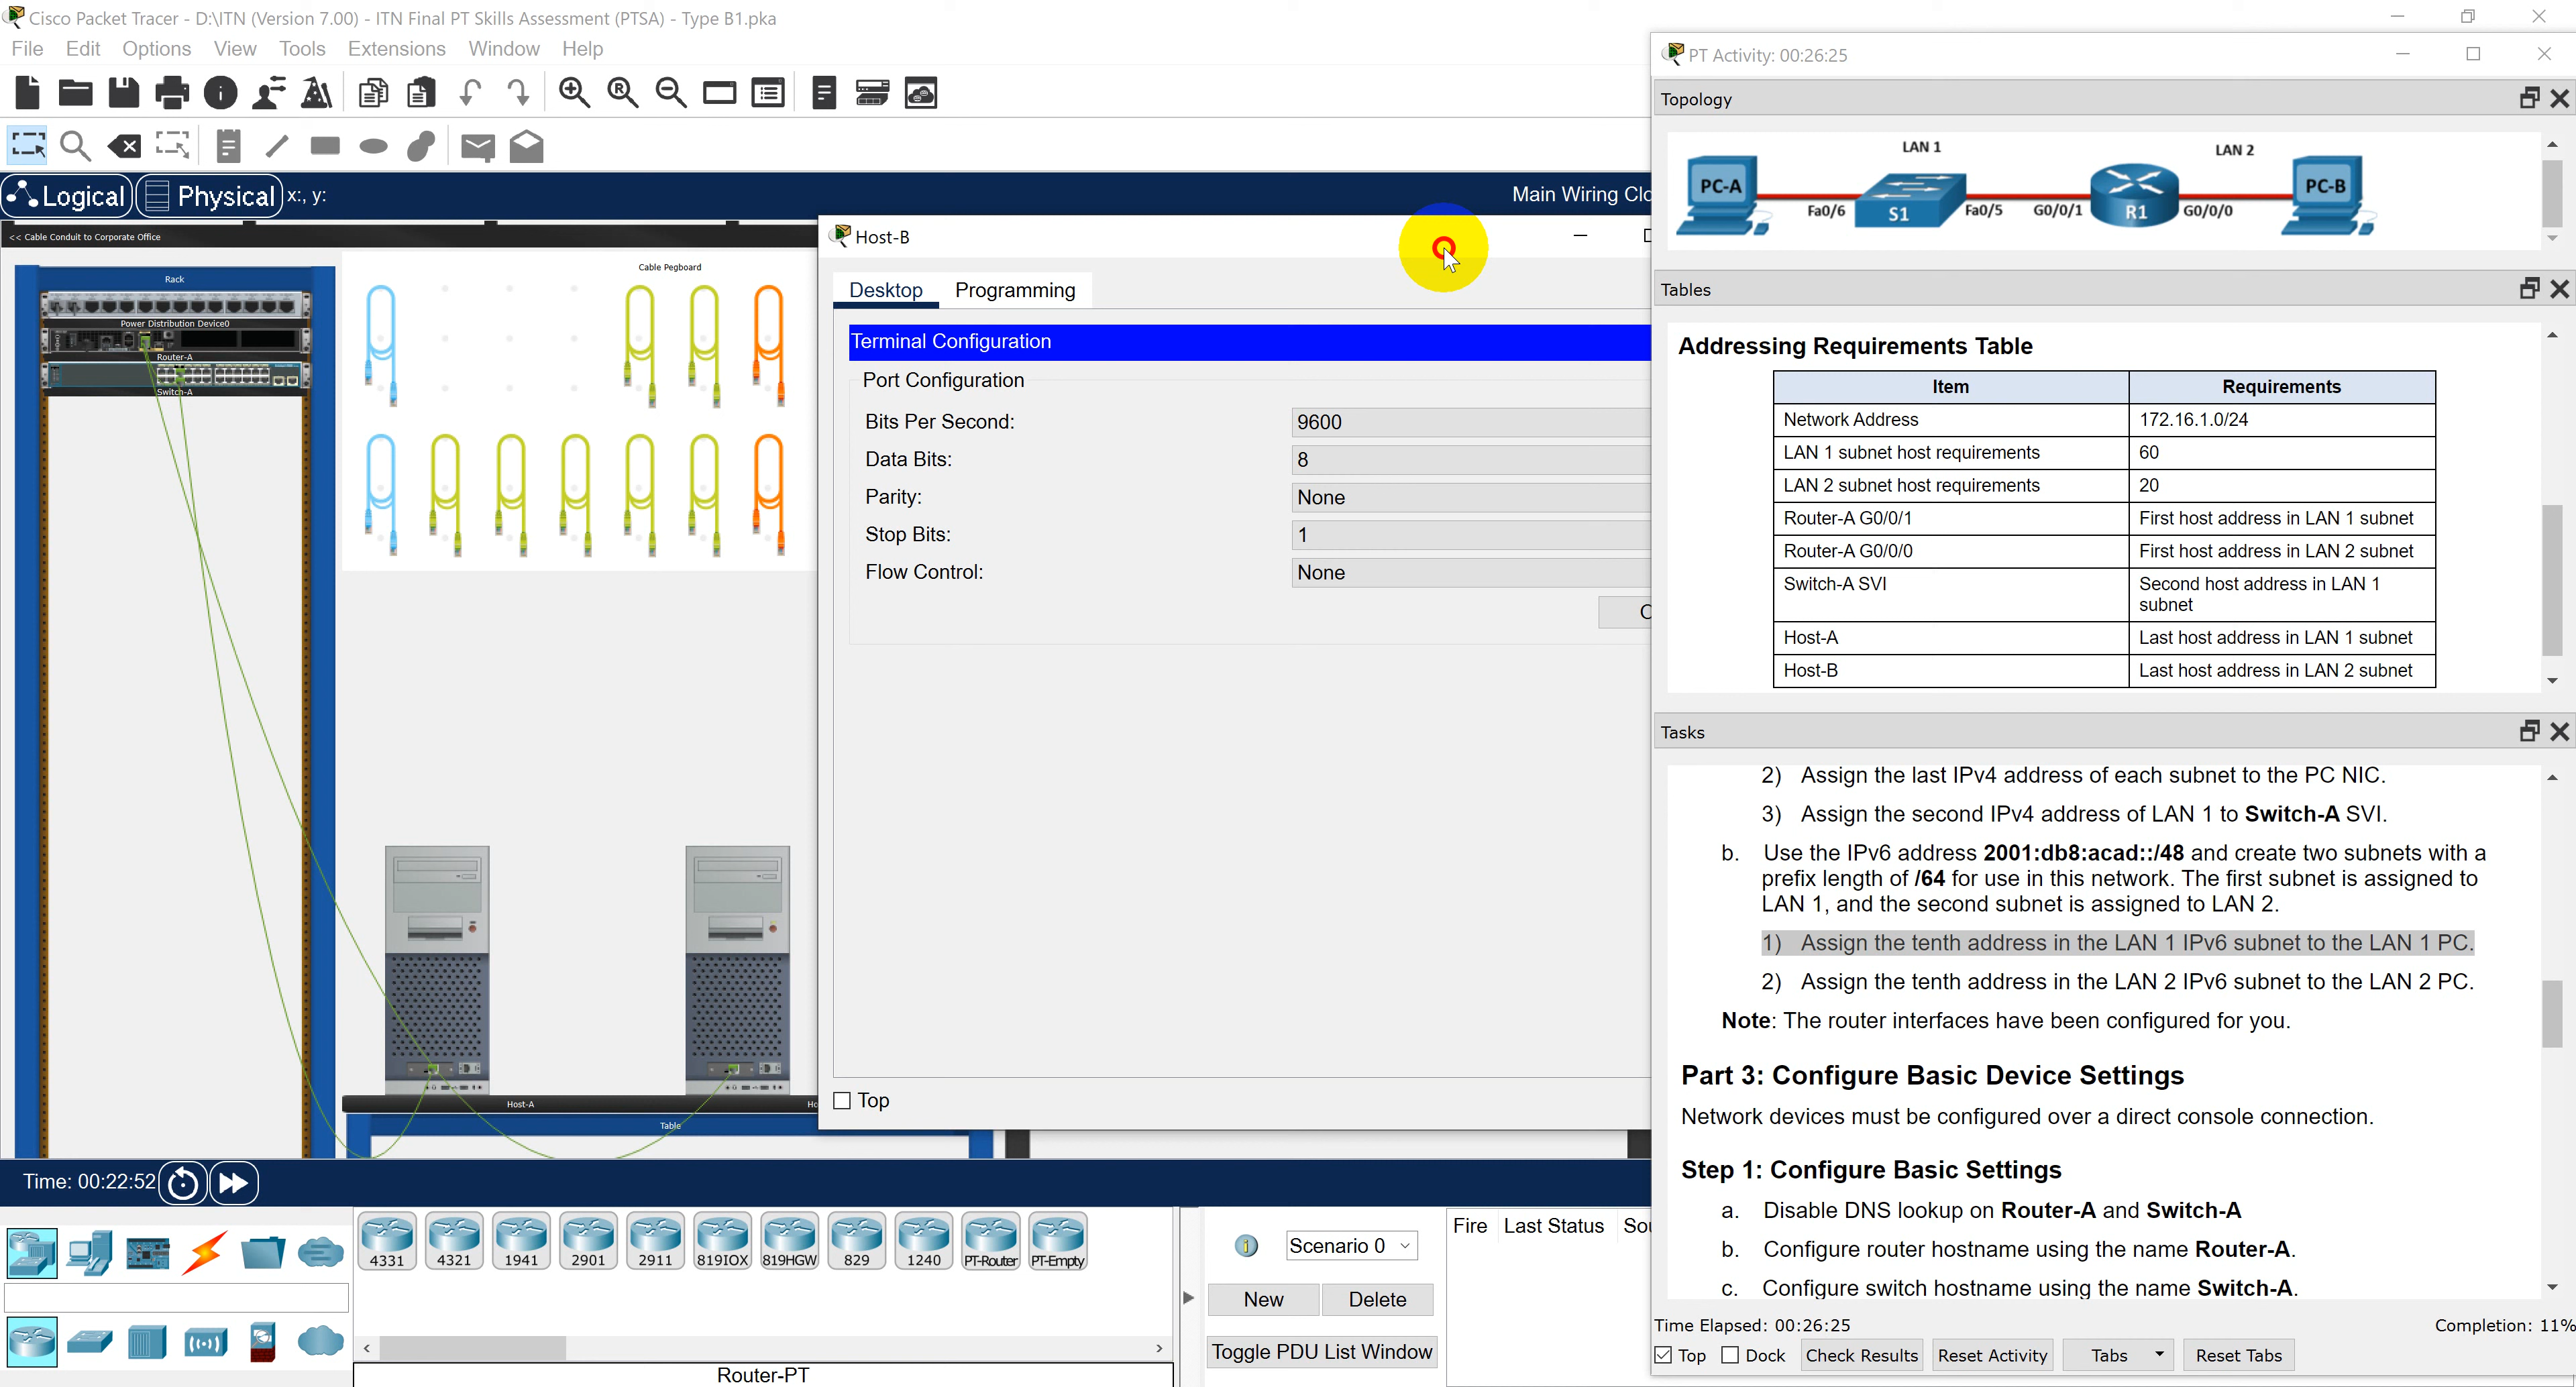 Cisco Packet Tracer - D:\ITN (Version 7.00) - ITN Final PT Skills Assessment (PTSA) - Type B1.pka
File Edit Options View Tools Extensions Window Help
Logical Physical x:, y:
Main Wiring Clo
<< Cable Conduit to Corporate Office
Rack
Power Distribution Device0
Router-A
Switch-A
Cable Pegboard
Host-A
Ho
Table
Host-B
Desktop Programming
Terminal Configuration
Port Configuration
Bits Per Second: 9600
Data Bits: 8
Parity: None
Stop Bits: 1
Flow Control: None
Top
Time: 00:22:52
4331 4321 1941 2901 2911 819IOX 819HGW 829 1240 PT-Router PT-Empty
Router-PT
Scenario 0
New Delete
Toggle PDU List Window
Fire Last Status Sou
PT Activity: 00:26:25
Topology
LAN 1 LAN 2
PC-A Fa0/6 S1 Fa0/5 G0/0/1 R1 G0/0/0 PC-B
Tables
Addressing Requirements Table
Item Requirements
Network Address 172.16.1.0/24
LAN 1 subnet host requirements 60
LAN 2 subnet host requirements 20
Router-A G0/0/1 First host address in LAN 1 subnet
Router-A G0/0/0 First host address in LAN 2 subnet
Switch-A SVI Second host address in LAN 1
subnet
Host-A Last host address in LAN 1 subnet
Host-B Last host address in LAN 2 subnet
Tasks
2) Assign the last IPv4 address of each subnet to the PC NIC.
3) Assign the second IPv4 address of LAN 1 to Switch-A SVI.
b. Use the IPv6 address 2001:db8:acad::/48 and create two subnets with a
prefix length of /64 for use in this network. The first subnet is assigned to
LAN 1, and the second subnet is assigned to LAN 2.
1) Assign the tenth address in the LAN 1 IPv6 subnet to the LAN 1 PC.
2) Assign the tenth address in the LAN 2 IPv6 subnet to the LAN 2 PC.
Note: The router interfaces have been configured for you.
Part 3: Configure Basic Device Settings
Network devices must be configured over a direct console connection.
Step 1: Configure Basic Settings
a. Disable DNS lookup on Router-A and Switch-A
b. Configure router hostname using the name Router-A.
c. Configure switch hostname using the name Switch-A.
Time Elapsed: 00:26:25 Completion: 11%
Top Dock Check Results Reset Activity Tabs Reset Tabs